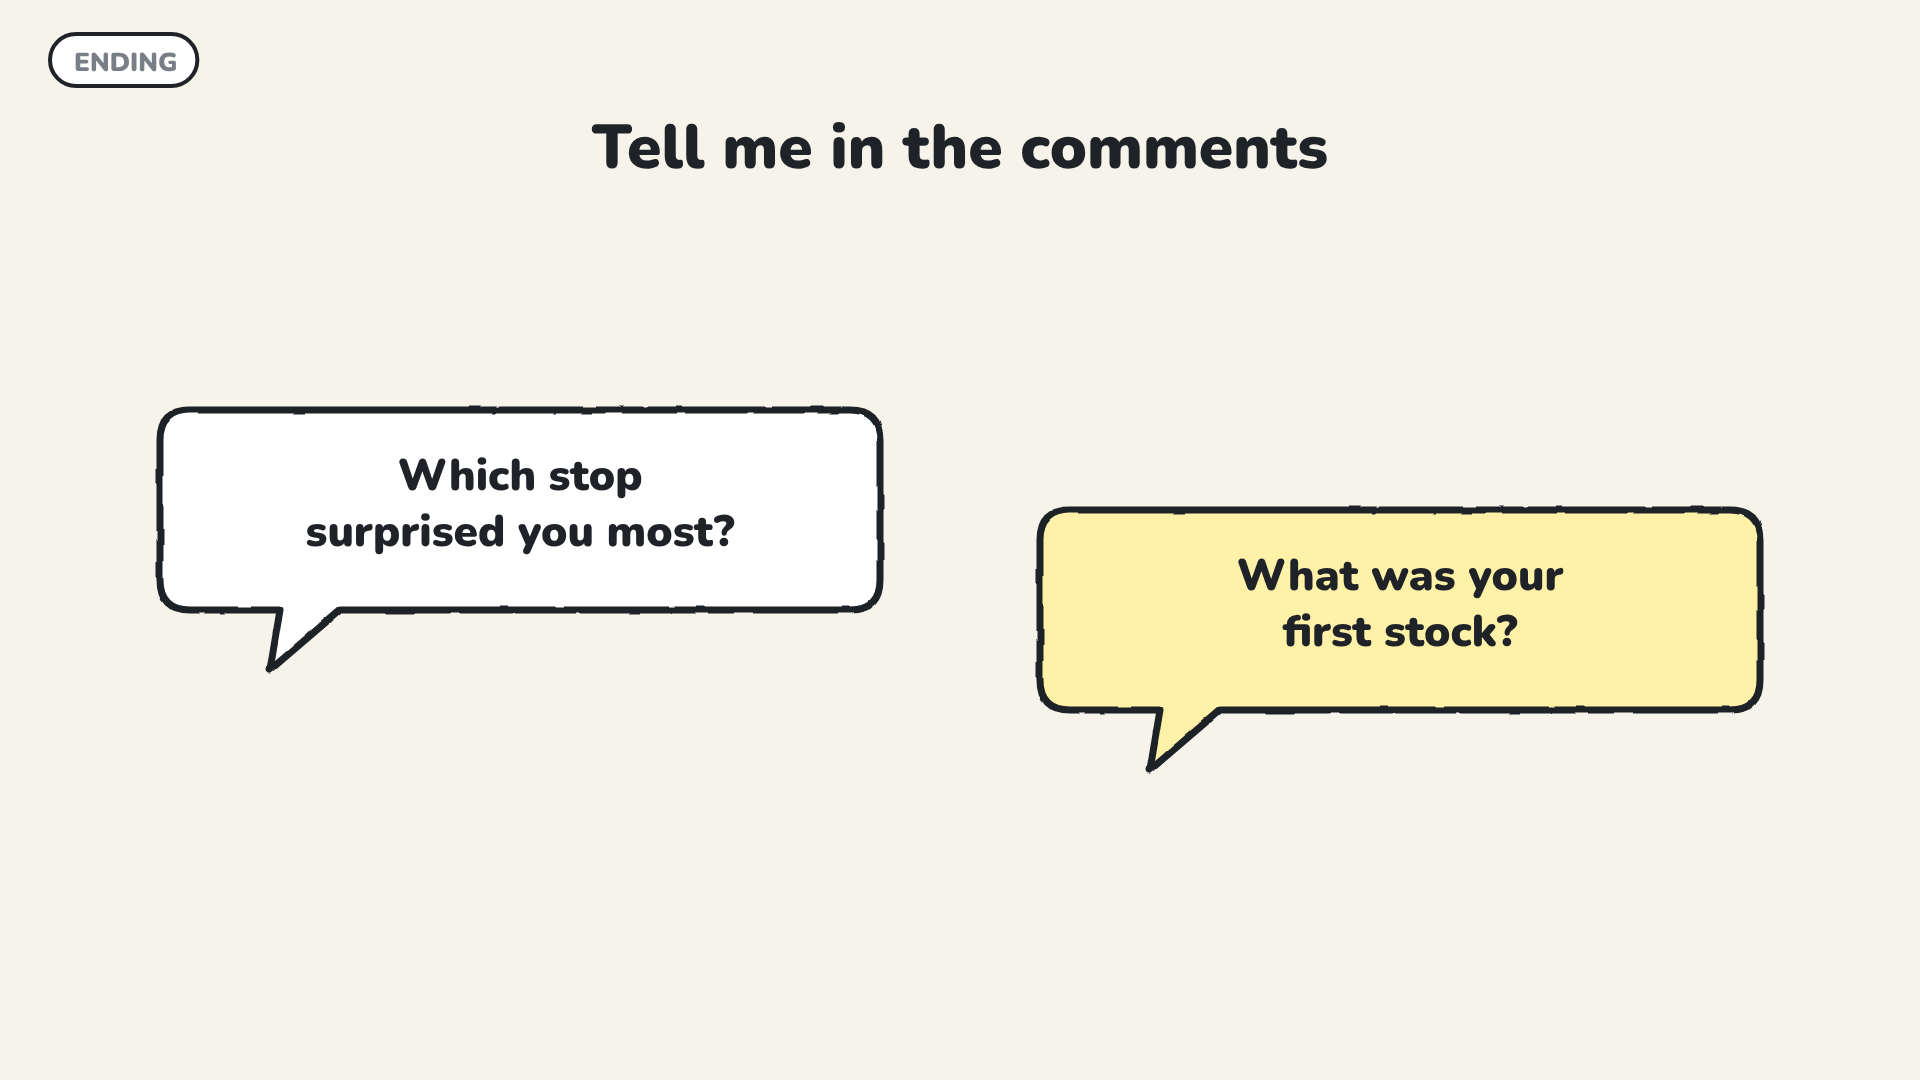 ENDING
Tell me in the comments
Which stop
surprised you most?
What was your
first stock?